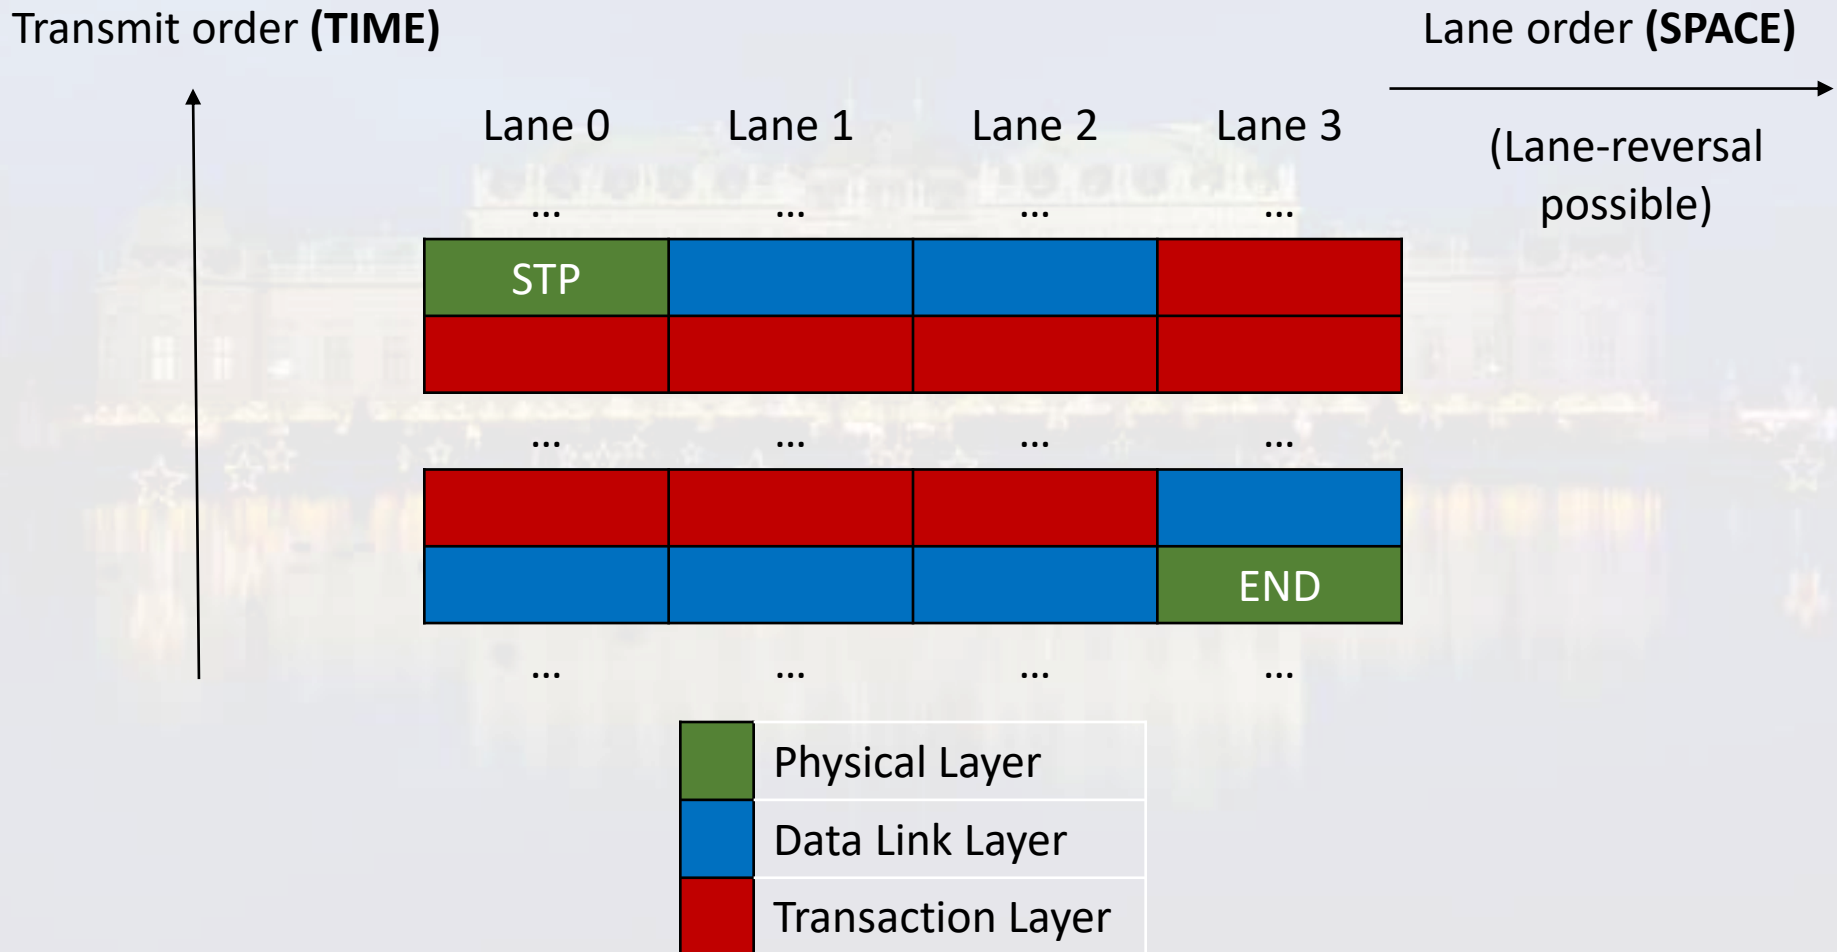 Transmit order (TIME)
Lane order (SPACE)
(Lane-reversal
possible)
Lane 0 Lane 1 Lane 2 Lane 3
... ... ... ...
STP
... ... ... ...
END
... ... ... ...
Physical Layer
Data Link Layer
Transaction Layer